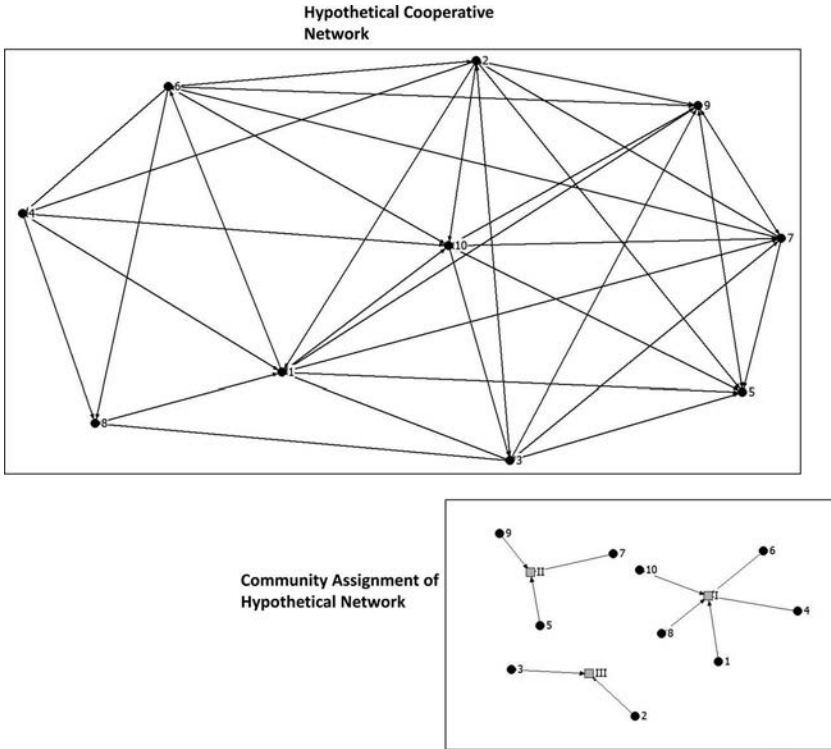 Hypothetical Cooperative
Network
2
6
9
4
10
7
1
5
8
3
Community Assignment of
Hypothetical Network
9
7
6
II
10
I
4
5
8
1
3
III
2